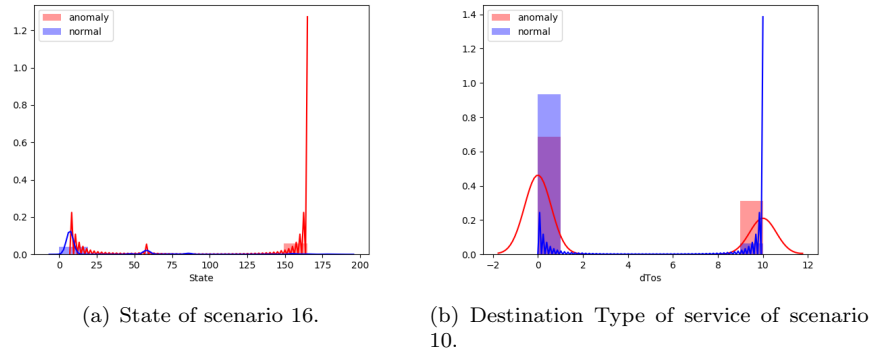 anomaly
normal
1.2
1.0
0.8
0.6
0.4
0.2
0.0
0 25 50 75 100 125 150 175 200
State
(a) State of scenario 16.
anomaly
normal
1.4
1.2
1.0
0.8
0.6
0.4
0.2
0.0
−2 0 2 4 6 8 10 12
dTos
(b) Destination Type of service of scenario
10.